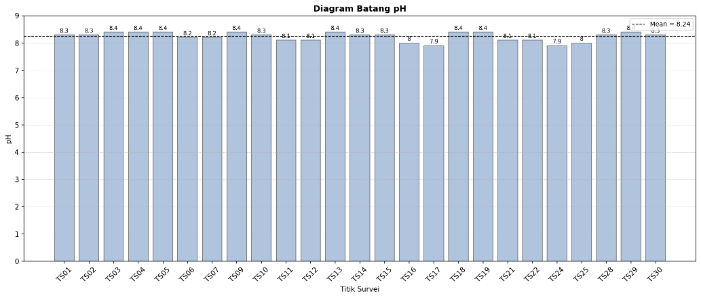 Diagram Batang pH
Mean = 8.24
8.3 8.3 8.4 8.4 8.4 8.2 8.2 8.4 8.3 8.1 8.1 8.4 8.3 8.3 8 7.9 8.4 8.4 8.1 8.1 7.9 8 8.3 8.4 8.3
9
8
7
6
5
4
3
2
1
0
pH
TS01 TS02 TS03 TS04 TS05 TS06 TS07 TS09 TS10 TS11 TS12 TS13 TS14 TS15 TS16 TS17 TS18 TS19 TS21 TS22 TS24 TS25 TS28 TS29 TS30
Titik Survei